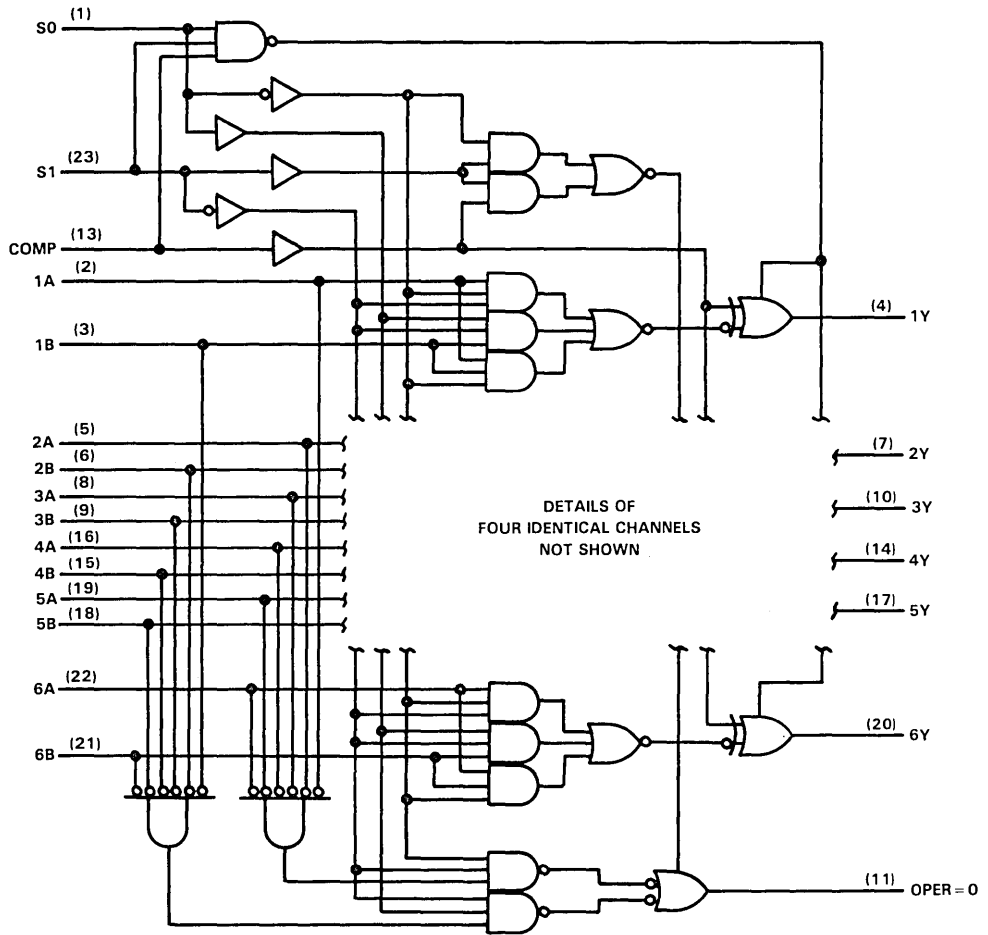 S0 (1)
S1 (23)
COMP (13)
1A (2)
(4) 1Y
1B (3)
2A (5)
(7) 2Y
2B (6)
3A (8)
(10) 3Y
3B (9)
4A (16)
(14) 4Y
4B (15)
5A (19)
(17) 5Y
5B (18)
DETAILS OF
FOUR IDENTICAL CHANNELS
NOT SHOWN
6A (22)
(20) 6Y
6B (21)
(11) OPER = 0